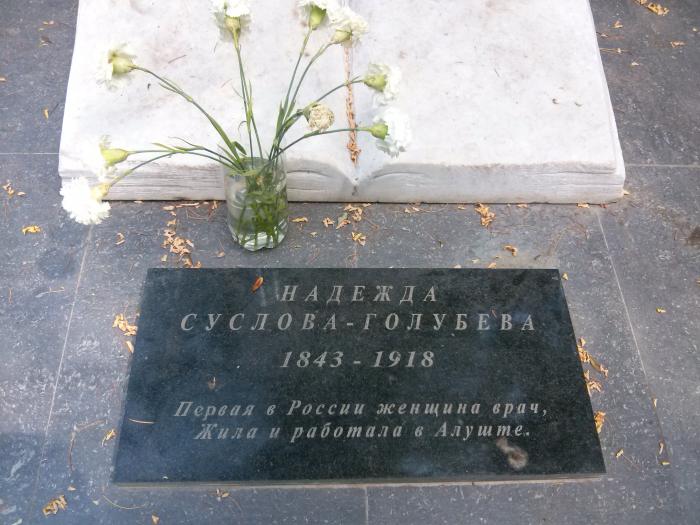 НАДЕЖДА
СУСЛОВА-ГОЛУБЕВА
1843 - 1918
Первая в России женщина врач,
Жила и работала в Алуште.